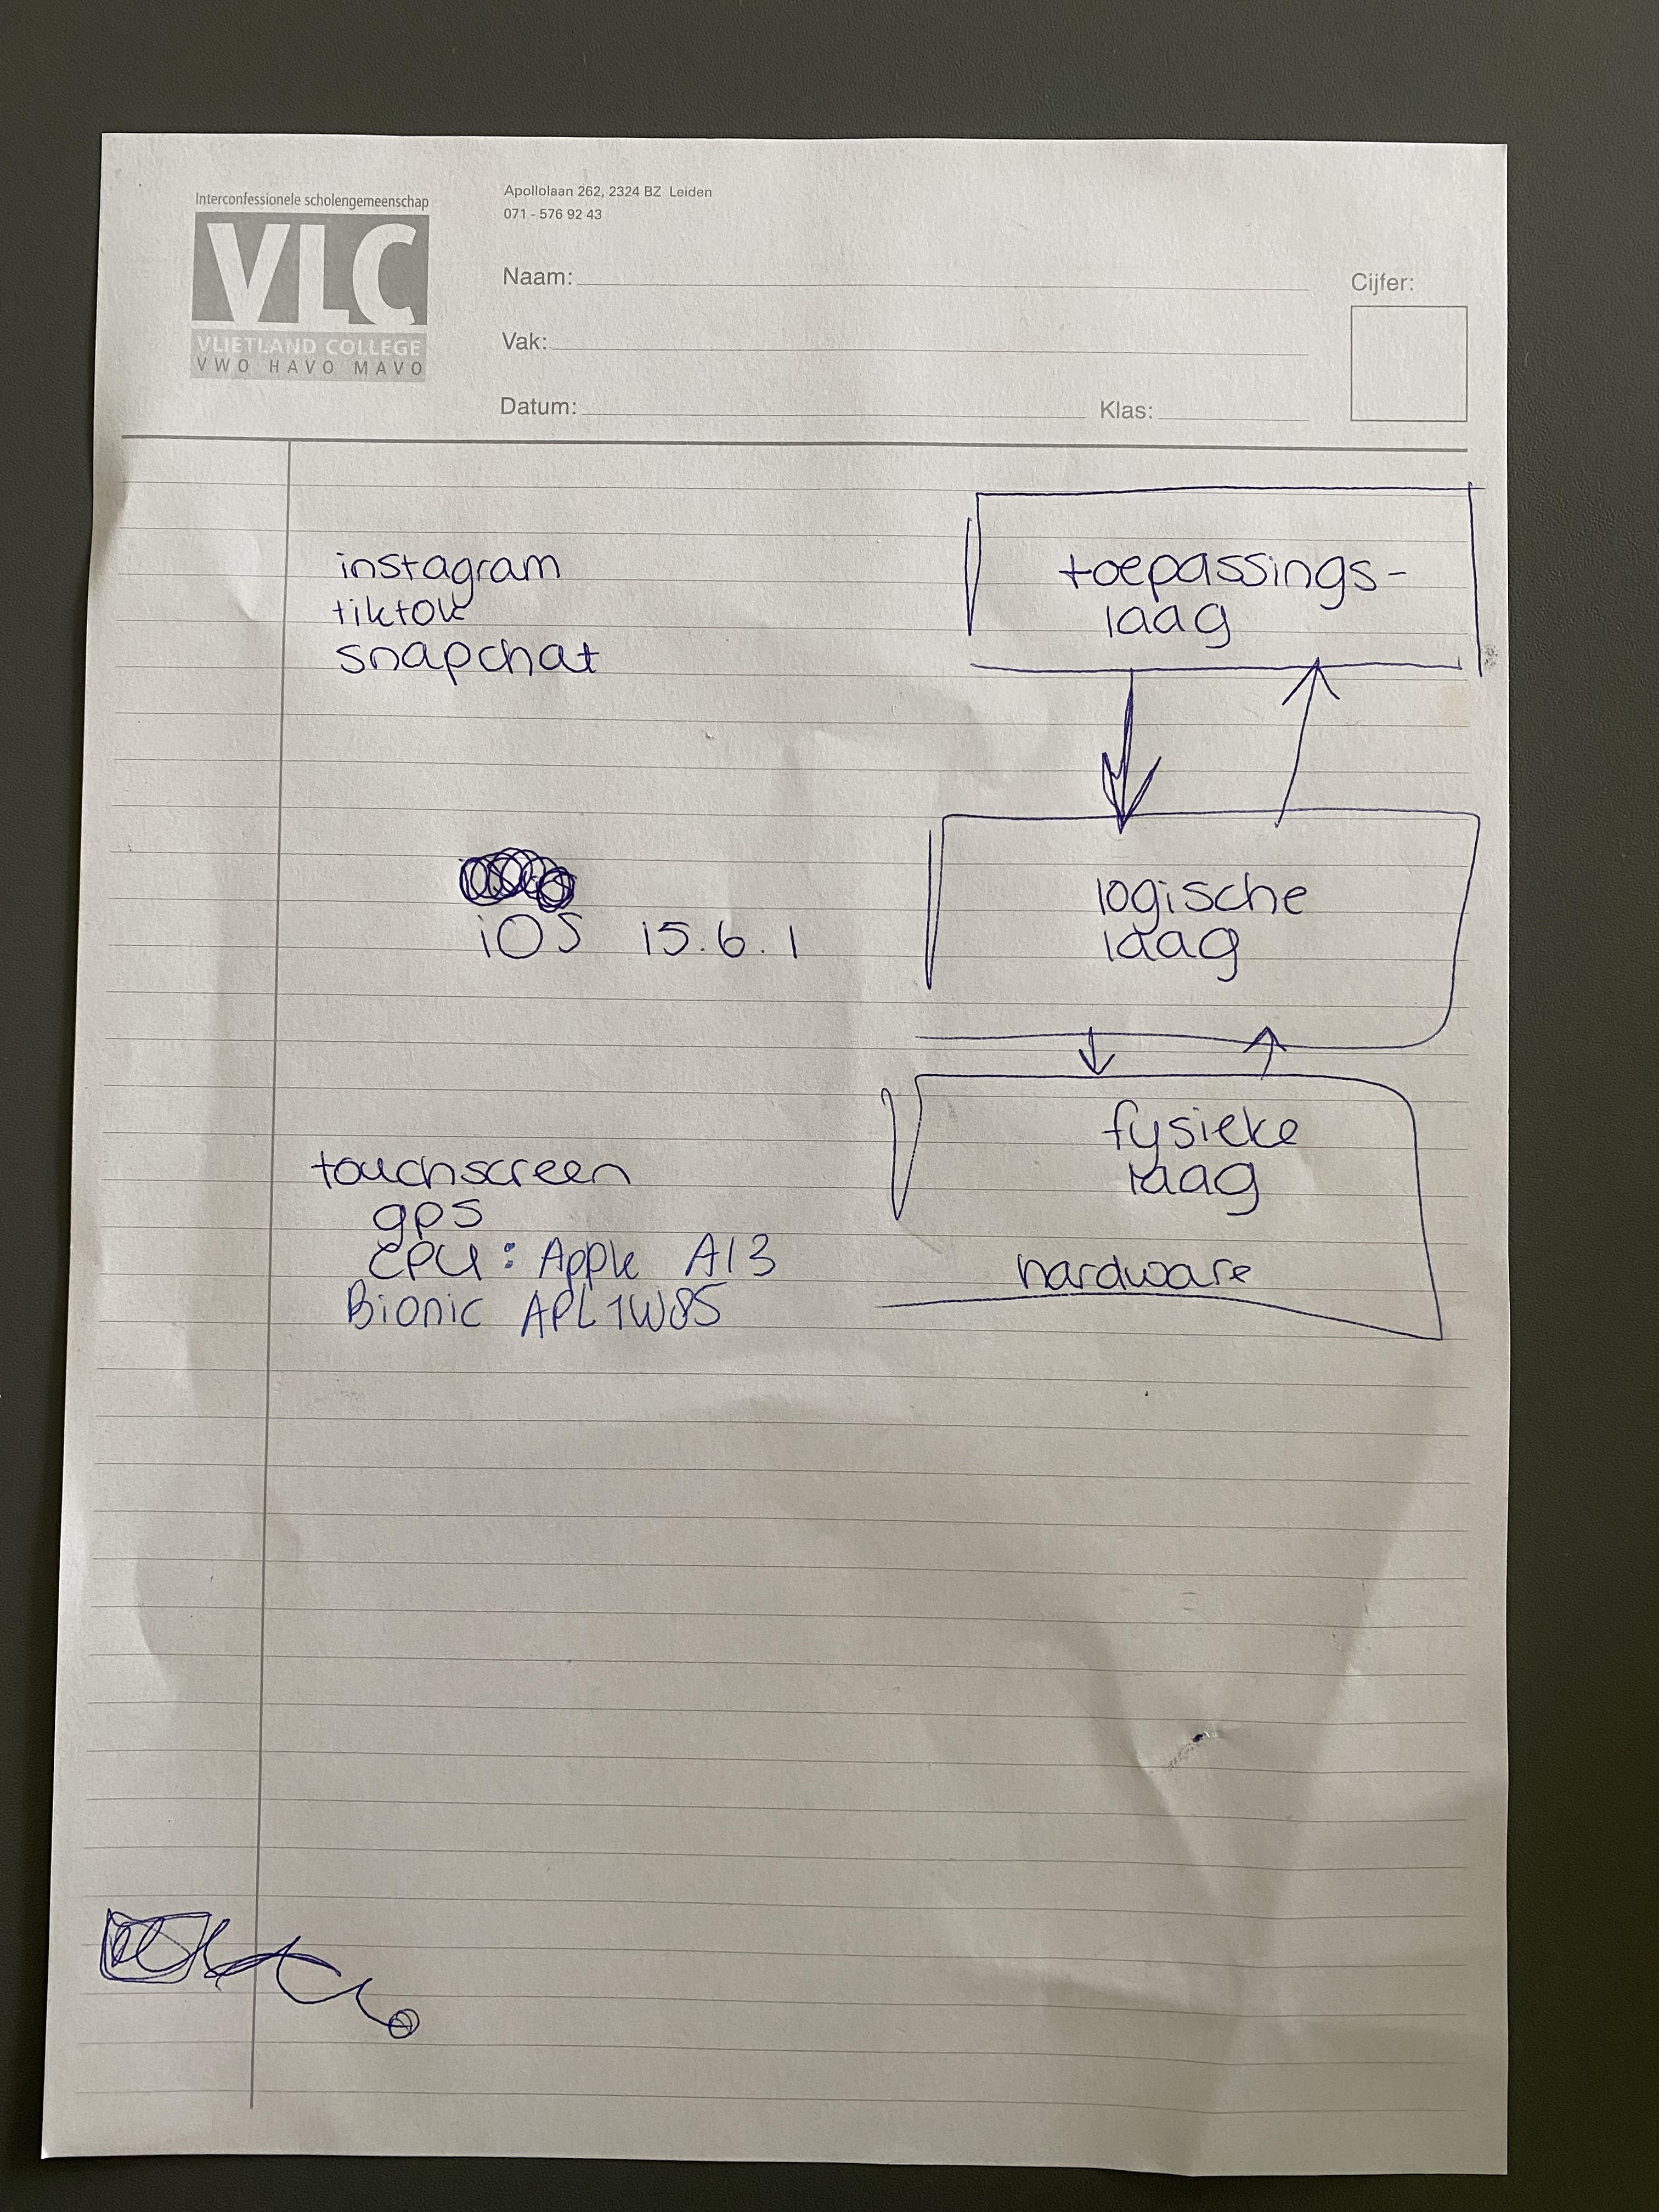 Interconfessionele scholengemeenschap
VLC
VLIETLAND COLLEGE
VWO HAVO MAVO
Apollolaan 262, 2324 BZ Leiden
071 - 576 92 43
Naam:
Vak:
Datum:
Klas:
Cijfer:
instagram
tiktok
snapchat
toepassings-
laag
iOS 15.6.1
logische
laag
touchscreen
gps
CPU: Apple A13
Bionic APL1W85
fysieke
laag
hardware